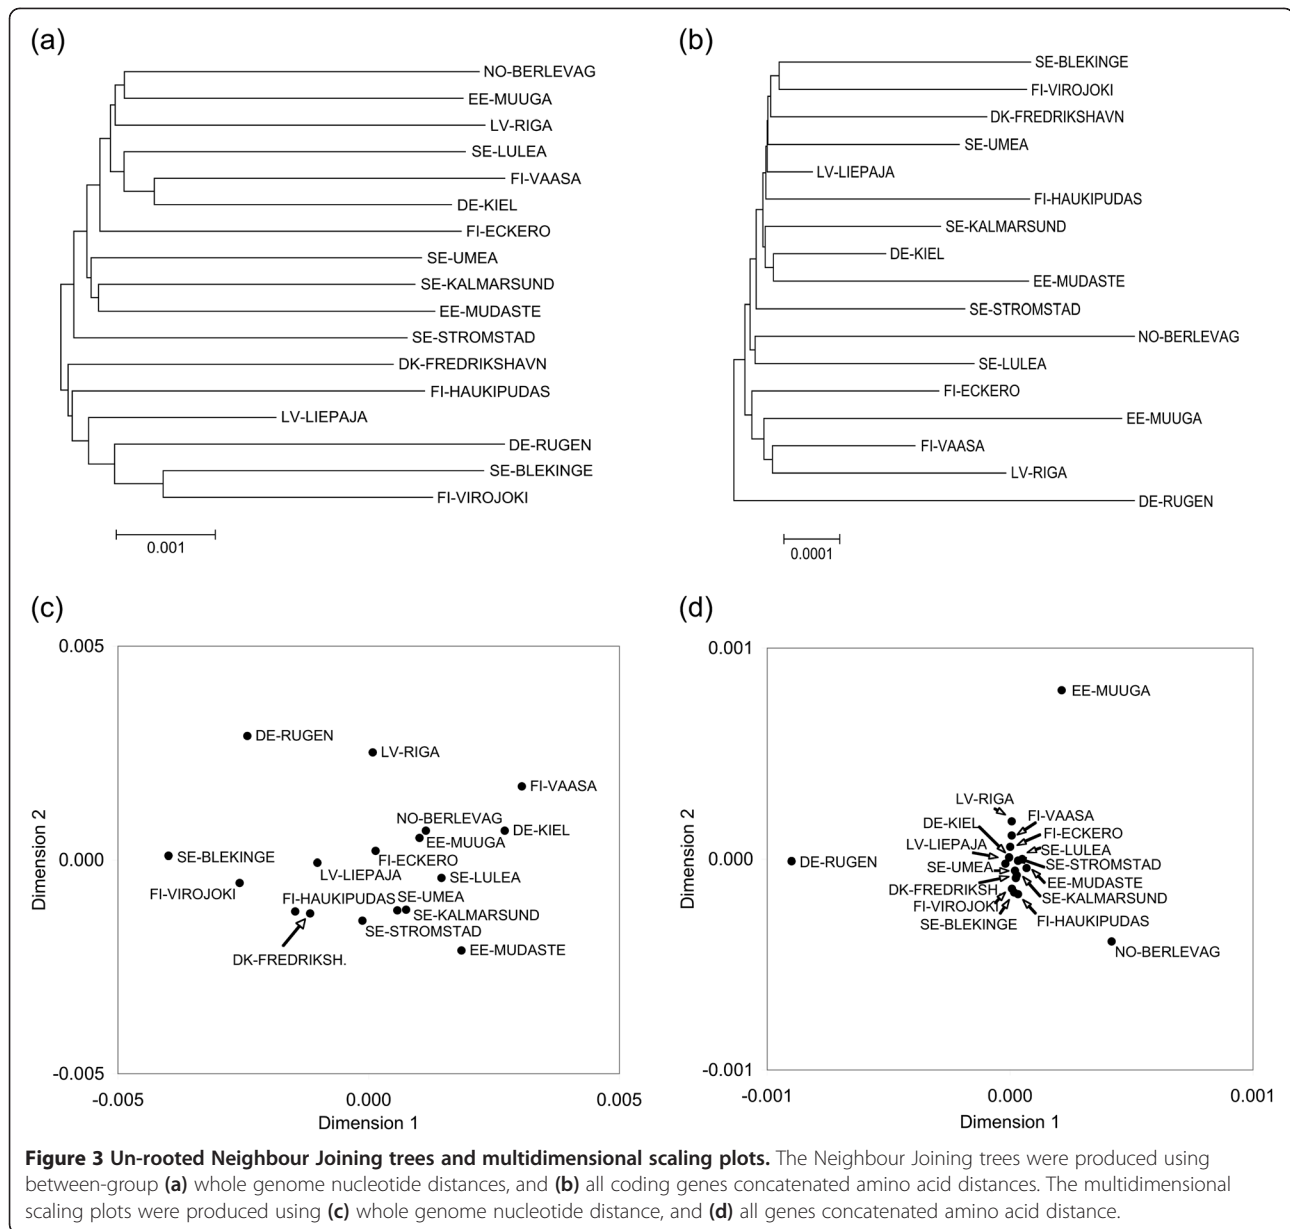 (a)
NO-BERLEVAG
EE-MUUGA
LV-RIGA
SE-LULEA
FI-VAASA
DE-KIEL
FI-ECKERO
SE-UMEA
SE-KALMARSUND
EE-MUDASTE
SE-STROMSTAD
DK-FREDRIKSHAVN
FI-HAUKIPUDAS
LV-LIEPAJA
DE-RUGEN
SE-BLEKINGE
FI-VIROJOKI
0.001
(b)
SE-BLEKINGE
FI-VIROJOKI
DK-FREDRIKSHAVN
SE-UMEA
LV-LIEPAJA
FI-HAUKIPUDAS
SE-KALMARSUND
DE-KIEL
EE-MUDASTE
SE-STROMSTAD
NO-BERLEVAG
SE-LULEA
FI-ECKERO
EE-MUUGA
FI-VAASA
LV-RIGA
DE-RUGEN
0.0001
(c)
0.005
DE-RUGEN
LV-RIGA
FI-VAASA
NO-BERLEVAG
DE-KIEL
EE-MUUGA
Dimension 2
0.000
SE-BLEKINGE
FI-ECKERO
LV-LIEPAJA
SE-LULEA
FI-VIROJOKI
FI-HAUKIPUDAS
SE-UMEA
SE-KALMARSUND
SE-STROMSTAD
EE-MUDASTE
DK-FREDRIKSH.
-0.005
-0.005
0.000
0.005
Dimension 1
(d)
0.001
EE-MUUGA
LV-RIGA
FI-VAASA
DE-KIEL
FI-ECKERO
LV-LIEPAJA
SE-LULEA
Dimension 2
0.000
DE-RUGEN
SE-UMEA
SE-STROMSTAD
EE-MUDASTE
DK-FREDRIKSH.
SE-KALMARSUND
FI-VIROJOKI
SE-BLEKINGE
FI-HAUKIPUDAS
NO-BERLEVAG
-0.001
-0.001
0.000
0.001
Dimension 1
Figure 3 Un-rooted Neighbour Joining trees and multidimensional scaling plots. The Neighbour Joining trees were produced using
between-group (a) whole genome nucleotide distances, and (b) all coding genes concatenated amino acid distances. The multidimensional
scaling plots were produced using (c) whole genome nucleotide distance, and (d) all genes concatenated amino acid distance.